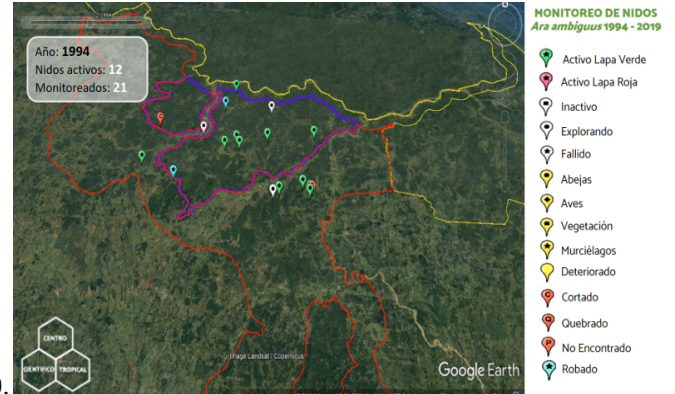 MONITOREO DE NIDOS
Ara ambiguus 1994 - 2019
Año: 1994
Nidos activos: 12
Monitoreados: 21
Activo Lapa Verde
Activo Lapa Roja
Inactivo
Explorando
Fallido
Abejas
Aves
Vegetación
Murciélagos
Deteriorado
C
Cortado
Q
Quebrado
P
No Encontrado
Robado
CENTRO
CIENTIFICO
TROPICAL
Image Landsat / Copernicus
Google Earth